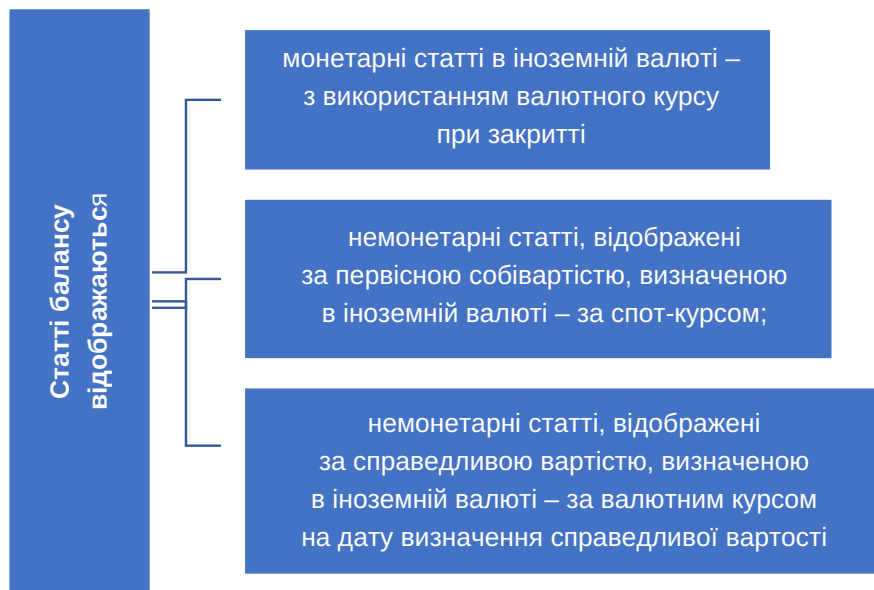 Статті балансу
відображаються
монетарні статті в іноземній валюті –
з використанням валютного курсу
при закритті
немонетарні статті, відображені
за первісною собівартістю, визначеною
в іноземній валюті – за спот-курсом;
немонетарні статті, відображені
за справедливою вартістю, визначеною
в іноземній валюті – за валютним курсом
на дату визначення справедливої вартості